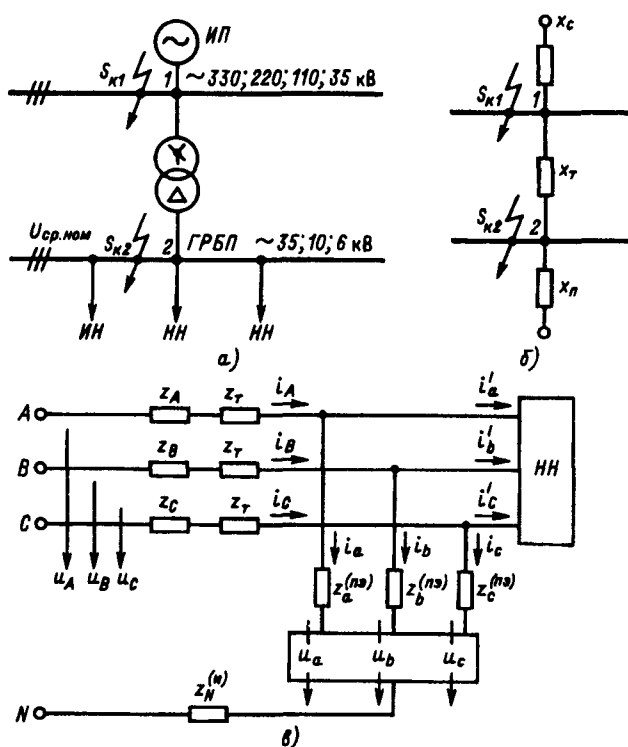 ИП
S_к1
1
~330;220;110;35 кВ
U_ср.ном
S_к2
2
ГРБП
~35;10;6 кВ
ИН
НН
НН
а)
x_с
S_к1
1
x_т
S_к2
2
x_п
б)
A
z_A
z_т
i_A
i'_a
B
z_B
z_т
i_B
i'_b
НН
C
z_C
z_т
i_C
i'_C
u_A
u_B
u_C
i_a
i_b
i_c
z_a^(пэ)
z_b^(пэ)
z_c^(пэ)
u_a
u_b
u_c
N
z_N^(и)
в)